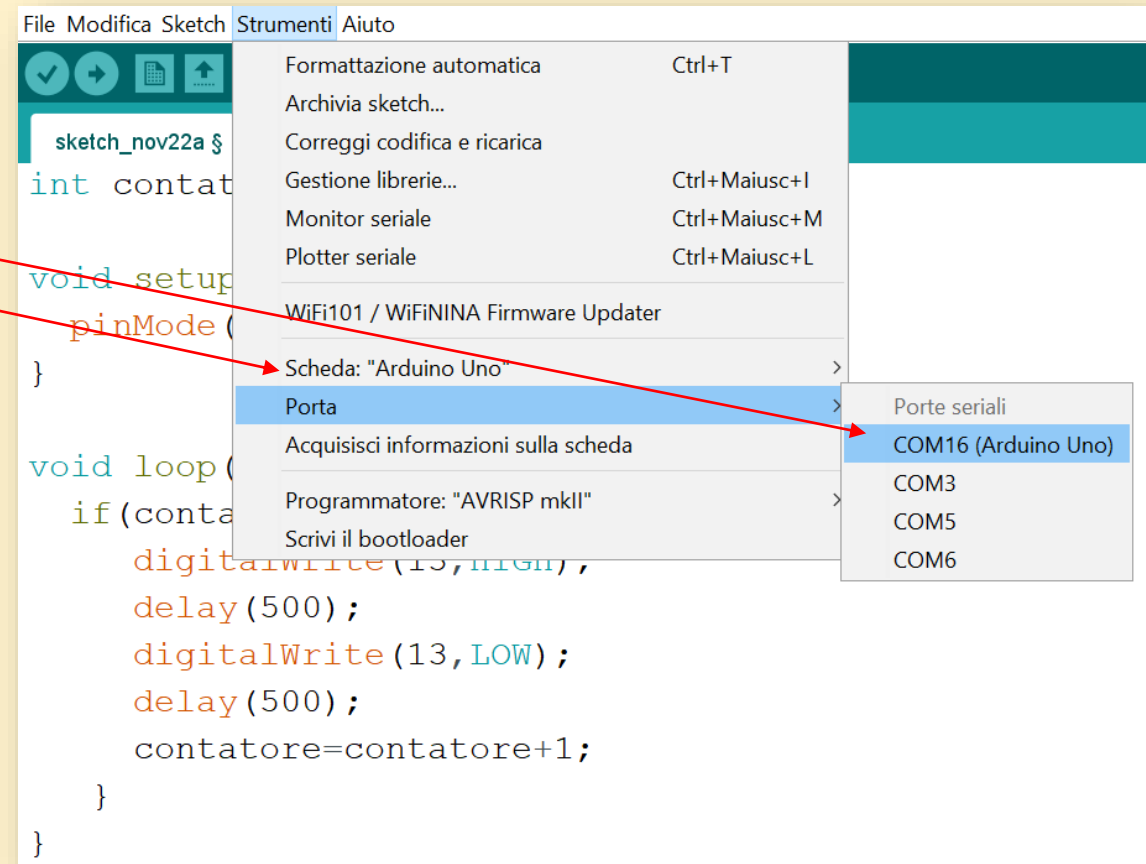 File Modifica Sketch Strumenti Aiuto
Formattazione automatica Ctrl+T
Archivia sketch...
Correggi codifica e ricarica
Gestione librerie... Ctrl+Maiusc+I
Monitor seriale Ctrl+Maiusc+M
Plotter seriale Ctrl+Maiusc+L
WiFi101 / WiFiNINA Firmware Updater
Scheda: "Arduino Uno"
Porta
Acquisisci informazioni sulla scheda
Programmatore: "AVRISP mkII"
Scrivi il bootloader
Porte seriali
COM16 (Arduino Uno)
COM3
COM5
COM6
sketch_nov22a §
int contat
void setup
pinMode(
}
void loop(
if(conta
digitalWrite(13,HIGH);
delay(500);
digitalWrite(13,LOW);
delay(500);
contatore=contatore+1;
}
}